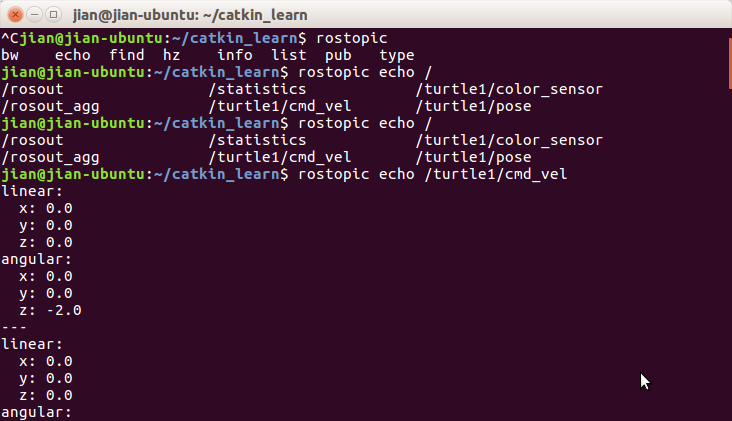 jian@jian-ubuntu: ~/catkin_learn
^Cjian@jian-ubuntu:~/catkin_learn$ rostopic
bw    echo  find  hz    info  list  pub   type
jian@jian-ubuntu:~/catkin_learn$ rostopic echo /
/rosout                /statistics            /turtle1/color_sensor
/rosout_agg            /turtle1/cmd_vel       /turtle1/pose
jian@jian-ubuntu:~/catkin_learn$ rostopic echo /
/rosout                /statistics            /turtle1/color_sensor
/rosout_agg            /turtle1/cmd_vel       /turtle1/pose
jian@jian-ubuntu:~/catkin_learn$ rostopic echo /turtle1/cmd_vel
linear:
  x: 0.0
  y: 0.0
  z: 0.0
angular:
  x: 0.0
  y: 0.0
  z: -2.0
---
linear:
  x: 0.0
  y: 0.0
  z: 0.0
angular: